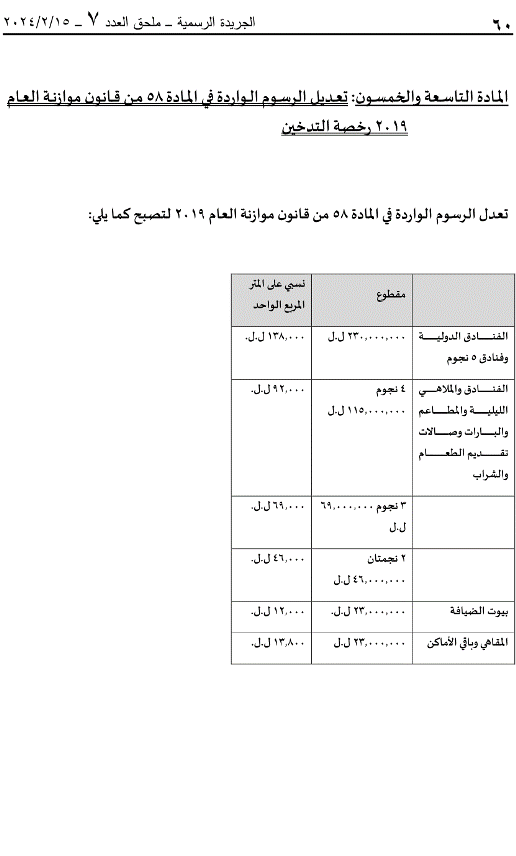 ٦٠ الجريدة الرسمية – ملحق العدد ٧ – ٢٠٢٤/٢/١٥
المادة التاسعة والخمسون: تعديل الرسوم الواردة في المادة ٥٨ من قانون موازنة العام
٢٠١٩ رخصة التدخين
تعدل الرسوم الواردة في المادة ٥٨ من قانون موازنة العام ٢٠١٩ لتصبح كما يلي:
مقطوع
نسبي على المتر
المربع الواحد
الفنادق الدولية
وفنادق ٥ نجوم
٢٣٠,٠٠٠,٠٠٠ ل.ل
١٣٨,٠٠٠ ل.ل.
الفنادق والملاهي
الليلية والمطاعم
والبارات وصالات
تقديم الطعام
والشراب
٤ نجوم
١١٥,٠٠٠,٠٠٠ ل.ل
٩٢,٠٠٠ ل.ل.
٣ نجوم ٦٩,٠٠٠,٠٠٠
ل.ل
٦٩,٠٠٠ ل.ل.
٢ نجمتان
٤٦,٠٠٠,٠٠٠ ل.ل
٤٦,٠٠٠ ل.ل.
بيوت الضيافة
٢٣,٠٠٠,٠٠٠ ل.ل.
١٢,٠٠٠ ل.ل.
المقاهي وباقي الأماكن
٢٣,٠٠٠,٠٠٠ ل.ل
١٣,٨٠٠ ل.ل.